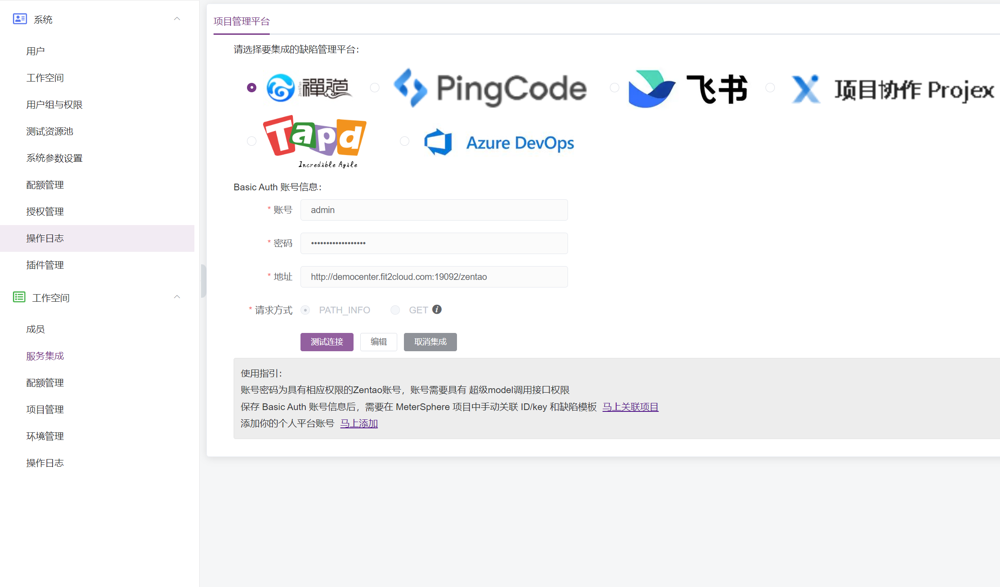 系统
用户
工作空间
用户组与权限
测试资源池
系统参数设置
配额管理
授权管理
操作日志
插件管理
工作空间
成员
服务集成
配额管理
项目管理
环境管理
操作日志
项目管理平台
请选择要集成的缺陷管理平台：
禪道 PingCode 飞书 项目协作 Projex
Tapd Incredible Agile Azure DevOps
Basic Auth 账号信息：
* 账号 admin
* 密码 ••••••••••••••••••
* 地址 http://democenter.fit2cloud.com:19092/zentao
* 请求方式 PATH_INFO GET i
测试连接 编辑 取消集成
使用指引：
账号密码为具有相应权限的Zentao账号，账号需要具有 超级model调用接口权限
保存 Basic Auth 账号信息后，需要在 MeterSphere 项目中手动关联 ID/key 和缺陷模板 马上关联项目
添加你的个人平台账号 马上添加